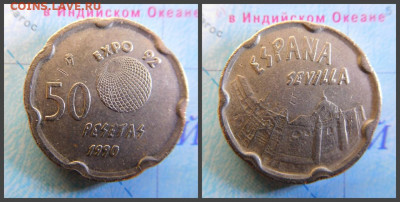 COINS.LAVE.RU
в Индийском Океане
EXPO 92
50
PESETAS
1990
в Индийском Океане
ESPAÑA
SEVILLA